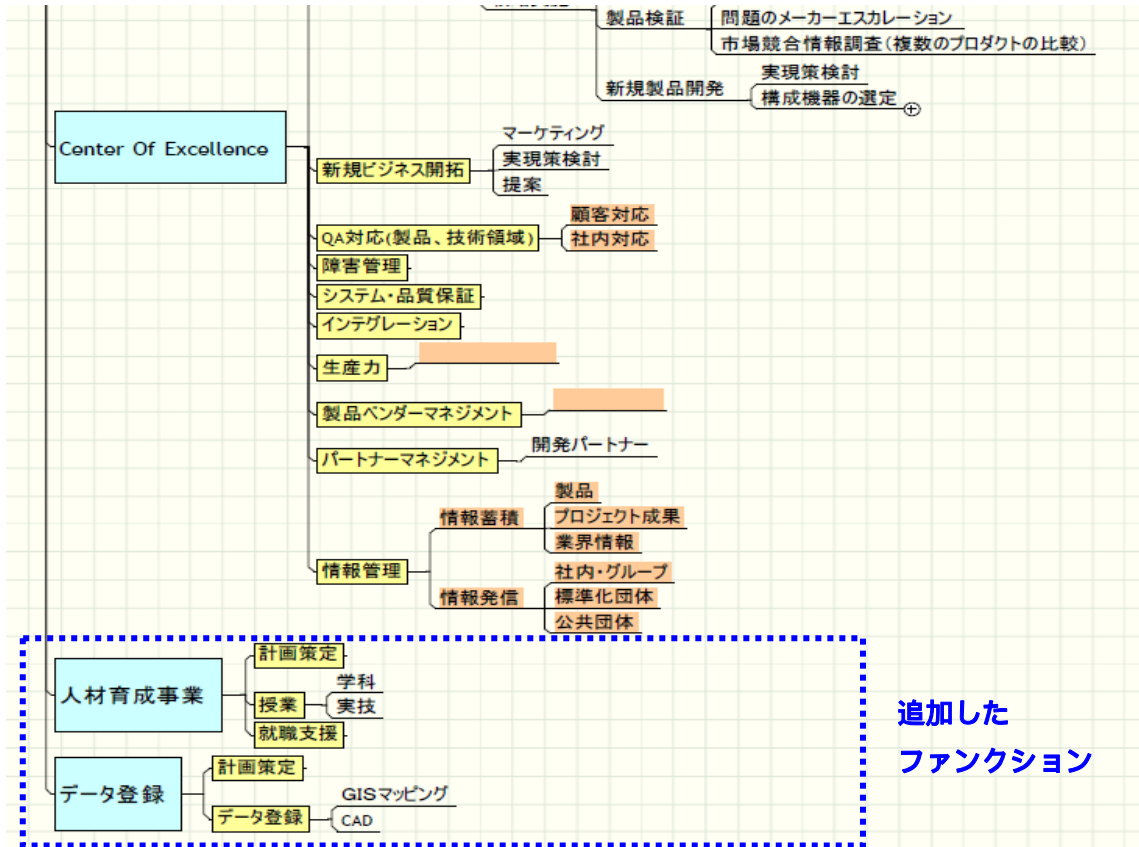 製品検証
問題のメーカーエスカレーション
市場競合情報調査(複数のプロダクトの比較)
新規製品開発
実現策検討
構成機器の選定
Center Of Excellence
新規ビジネス開拓
マーケティング
実現策検討
提案
QA対応(製品、技術領域)
顧客対応
社内対応
障害管理
システム・品質保証
インテグレーション
生産力
製品ベンダーマネジメント
パートナーマネジメント
開発パートナー
情報管理
情報蓄積
製品
プロジェクト成果
業界情報
情報発信
社内・グループ
標準化団体
公共団体
人材育成事業
計画策定
授業
学科
実技
就職支援
データ登録
計画策定
データ登録
GISマッピング
CAD
追加した
ファンクション